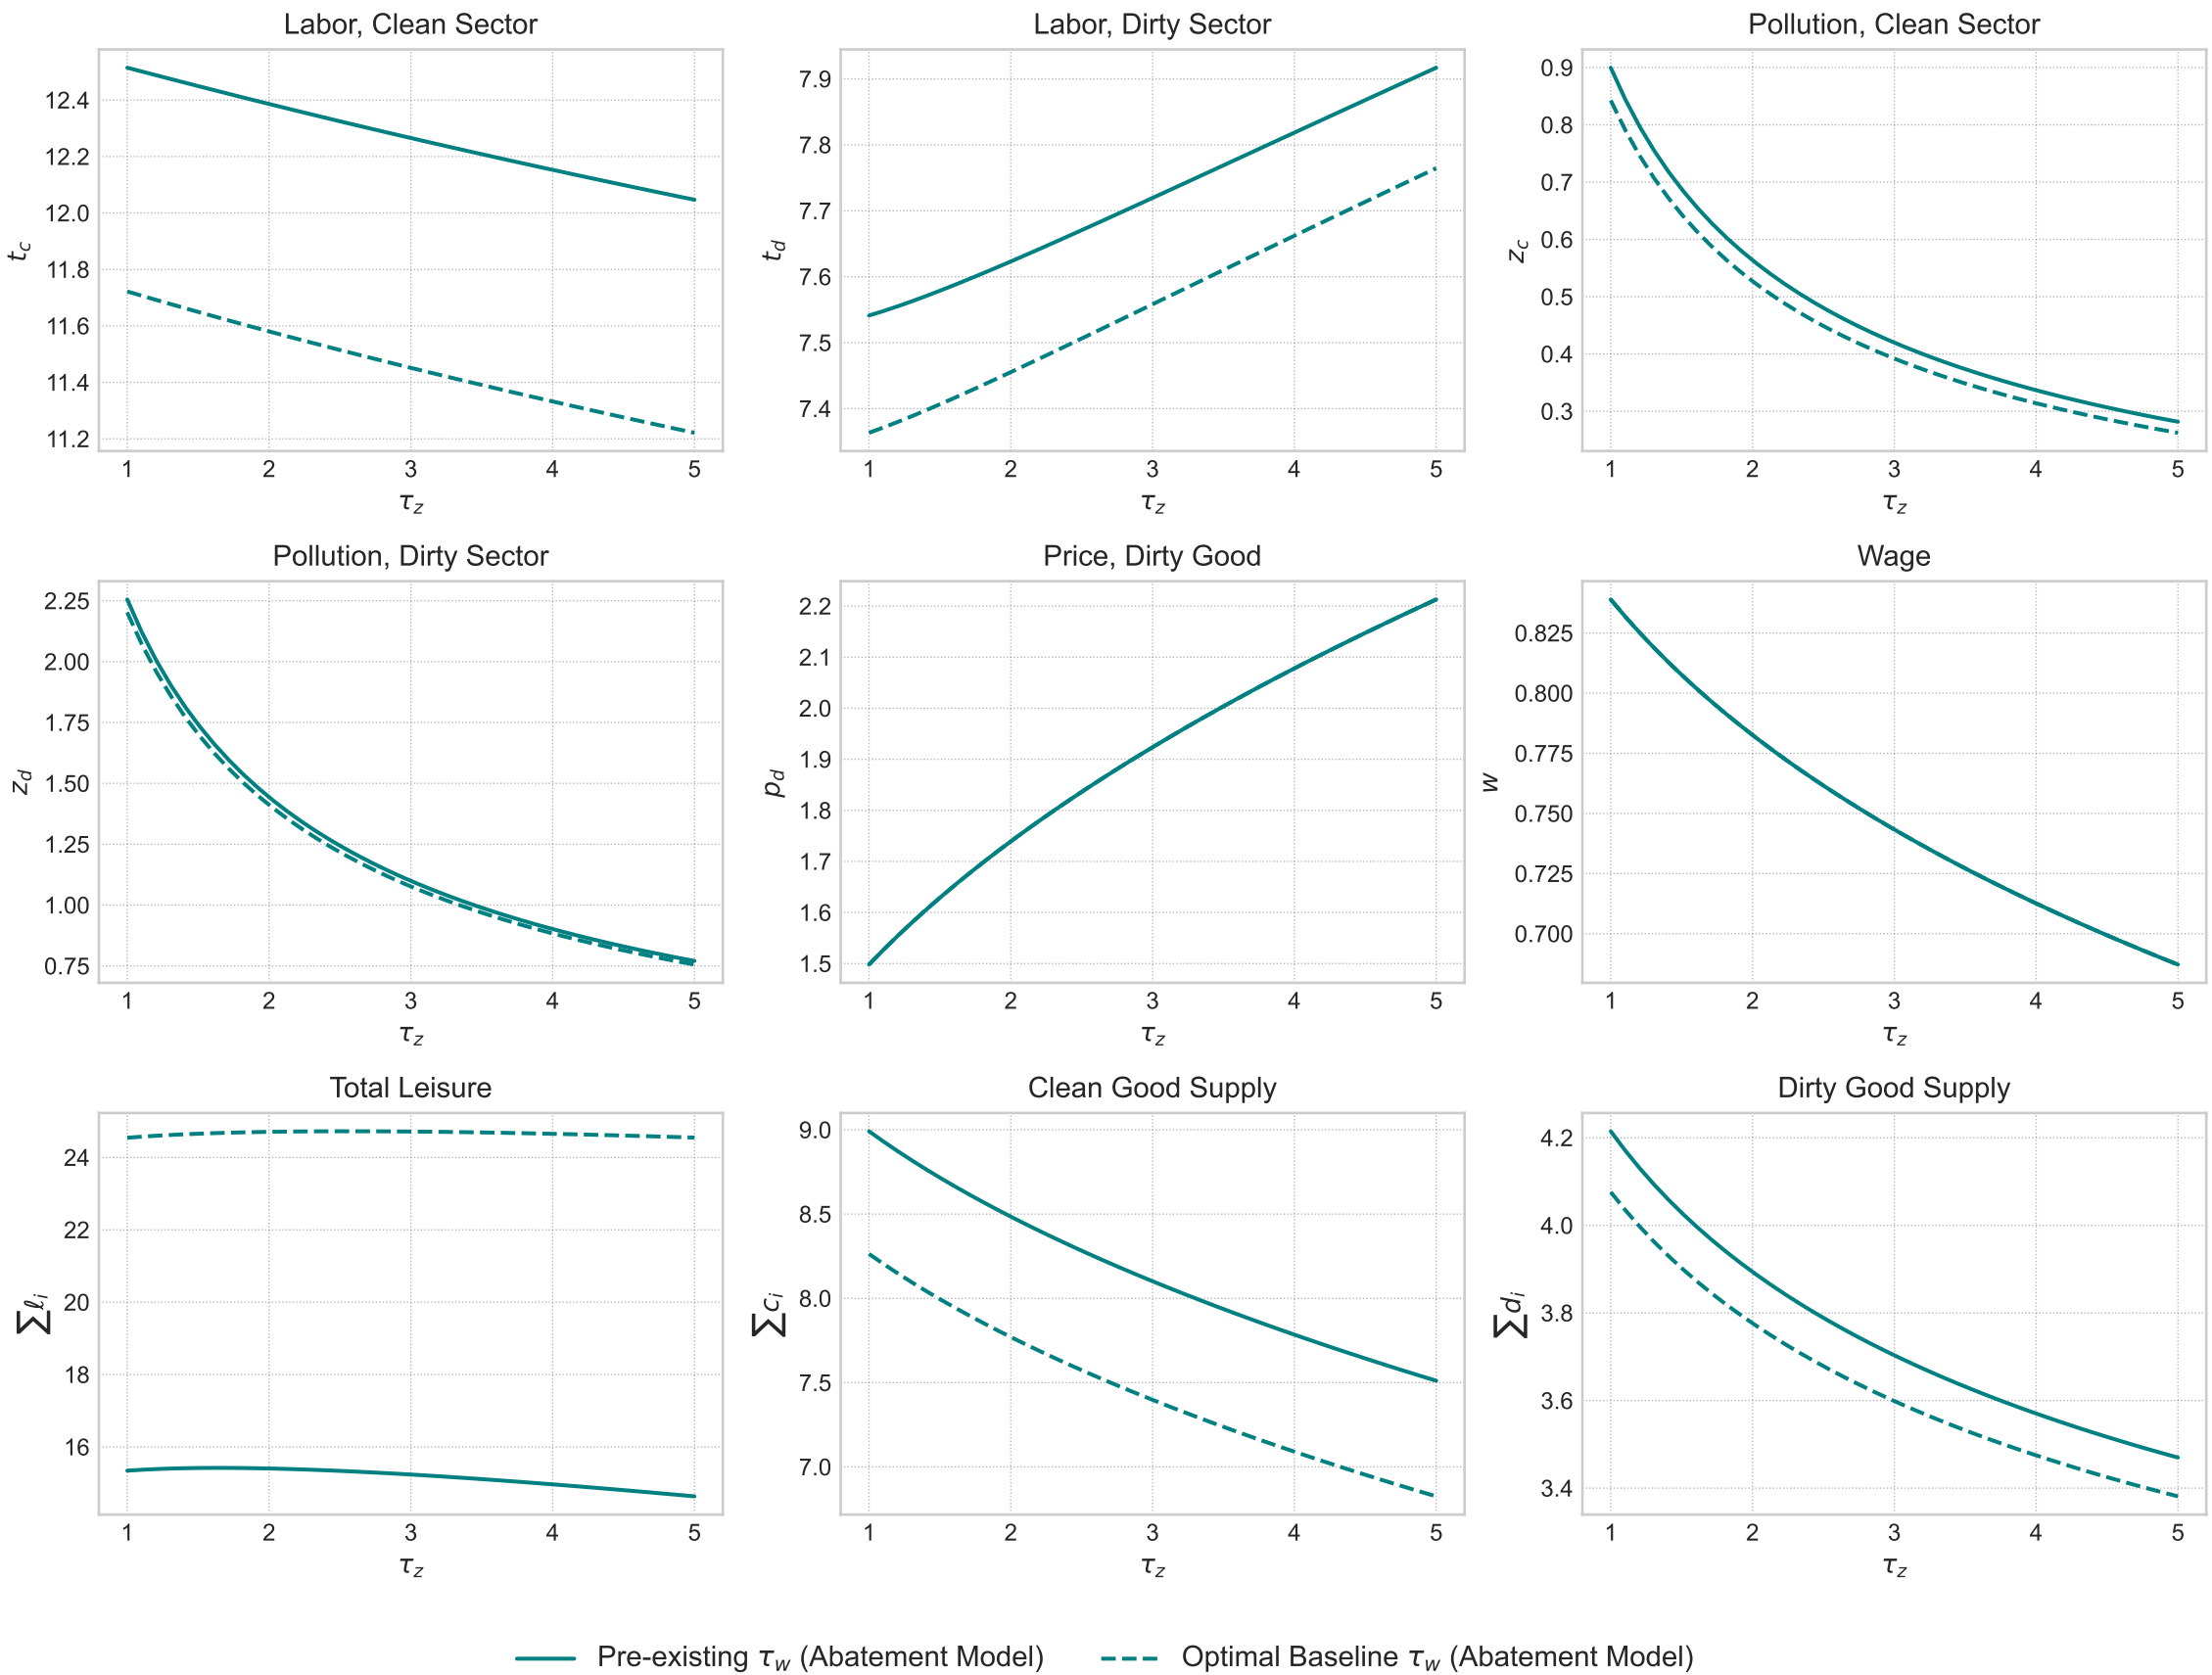 Labor, Clean Sector
t_c
12.4
12.2
12.0
11.8
11.6
11.4
11.2
1 2 3 4 5
τ_z
Labor, Dirty Sector
t_d
7.9
7.8
7.7
7.6
7.5
7.4
1 2 3 4 5
τ_z
Pollution, Clean Sector
z_c
0.9
0.8
0.7
0.6
0.5
0.4
0.3
1 2 3 4 5
τ_z
Pollution, Dirty Sector
z_d
2.25
2.00
1.75
1.50
1.25
1.00
0.75
1 2 3 4 5
τ_z
Price, Dirty Good
p_d
2.2
2.1
2.0
1.9
1.8
1.7
1.6
1.5
1 2 3 4 5
τ_z
Wage
w
0.825
0.800
0.775
0.750
0.725
0.700
1 2 3 4 5
τ_z
Total Leisure
∑ℓ_i
24
22
20
18
16
1 2 3 4 5
τ_z
Clean Good Supply
∑c_i
9.0
8.5
8.0
7.5
7.0
1 2 3 4 5
τ_z
Dirty Good Supply
∑d_i
4.2
4.0
3.8
3.6
3.4
1 2 3 4 5
τ_z
Pre-existing τ_w (Abatement Model) Optimal Baseline τ_w (Abatement Model)